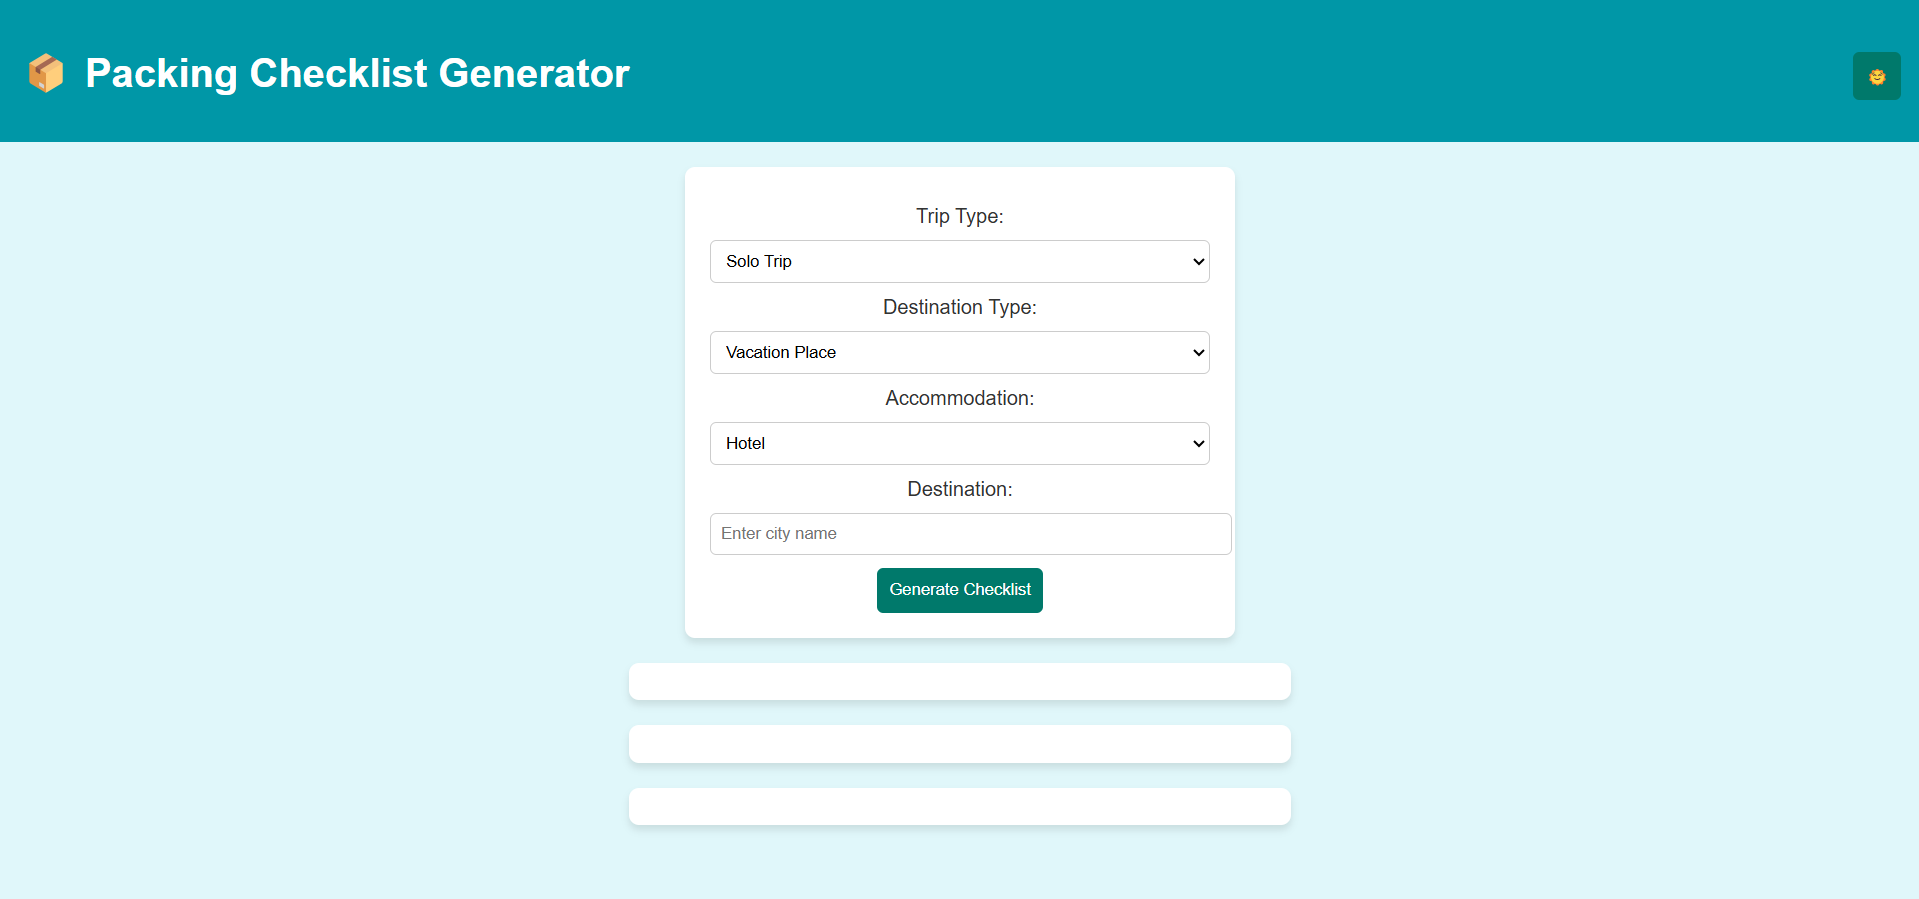 Packing Checklist Generator
Trip Type:
Solo Trip
Destination Type:
Vacation Place
Accommodation:
Hotel
Destination:
Enter city name
Generate Checklist